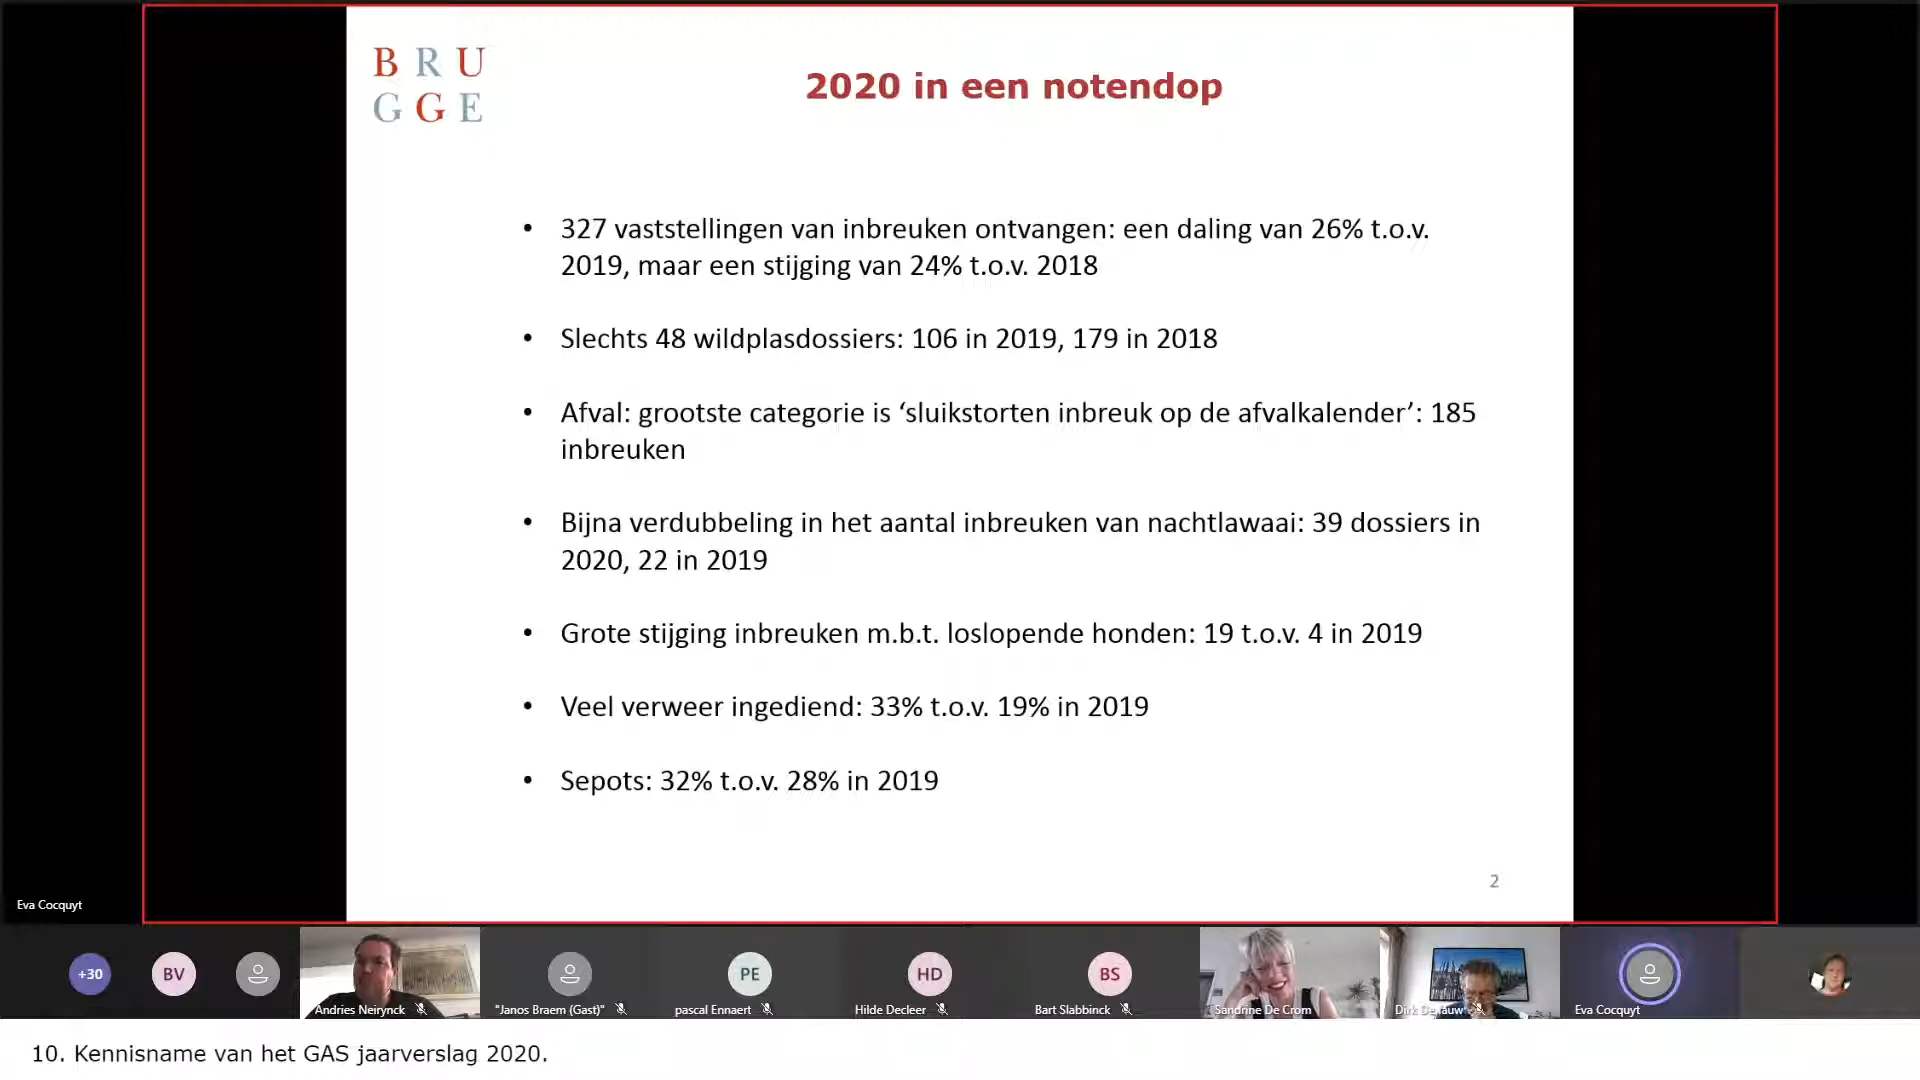 BRU
GGE
2020 in een notendop
• 327 vaststellingen van inbreuken ontvangen: een daling van 26% t.o.v.
2019, maar een stijging van 24% t.o.v. 2018
• Slechts 48 wildplasdossiers: 106 in 2019, 179 in 2018
• Afval: grootste categorie is ‘sluikstorten inbreuk op de afvalkalender’: 185
inbreuken
• Bijna verdubbeling in het aantal inbreuken van nachtlawaai: 39 dossiers in
2020, 22 in 2019
• Grote stijging inbreuken m.b.t. loslopende honden: 19 t.o.v. 4 in 2019
• Veel verweer ingediend: 33% t.o.v. 19% in 2019
• Sepots: 32% t.o.v. 28% in 2019
2
Eva Cocquyt
+30 BV PE HD BS
Andries Neirynck "Janos Braem (Gast)" pascal Ennaert Hilde Decleer Bart Slabbinck Sandrine De Crom Dirk Eva Cocquyt
10. Kennisname van het GAS jaarverslag 2020.